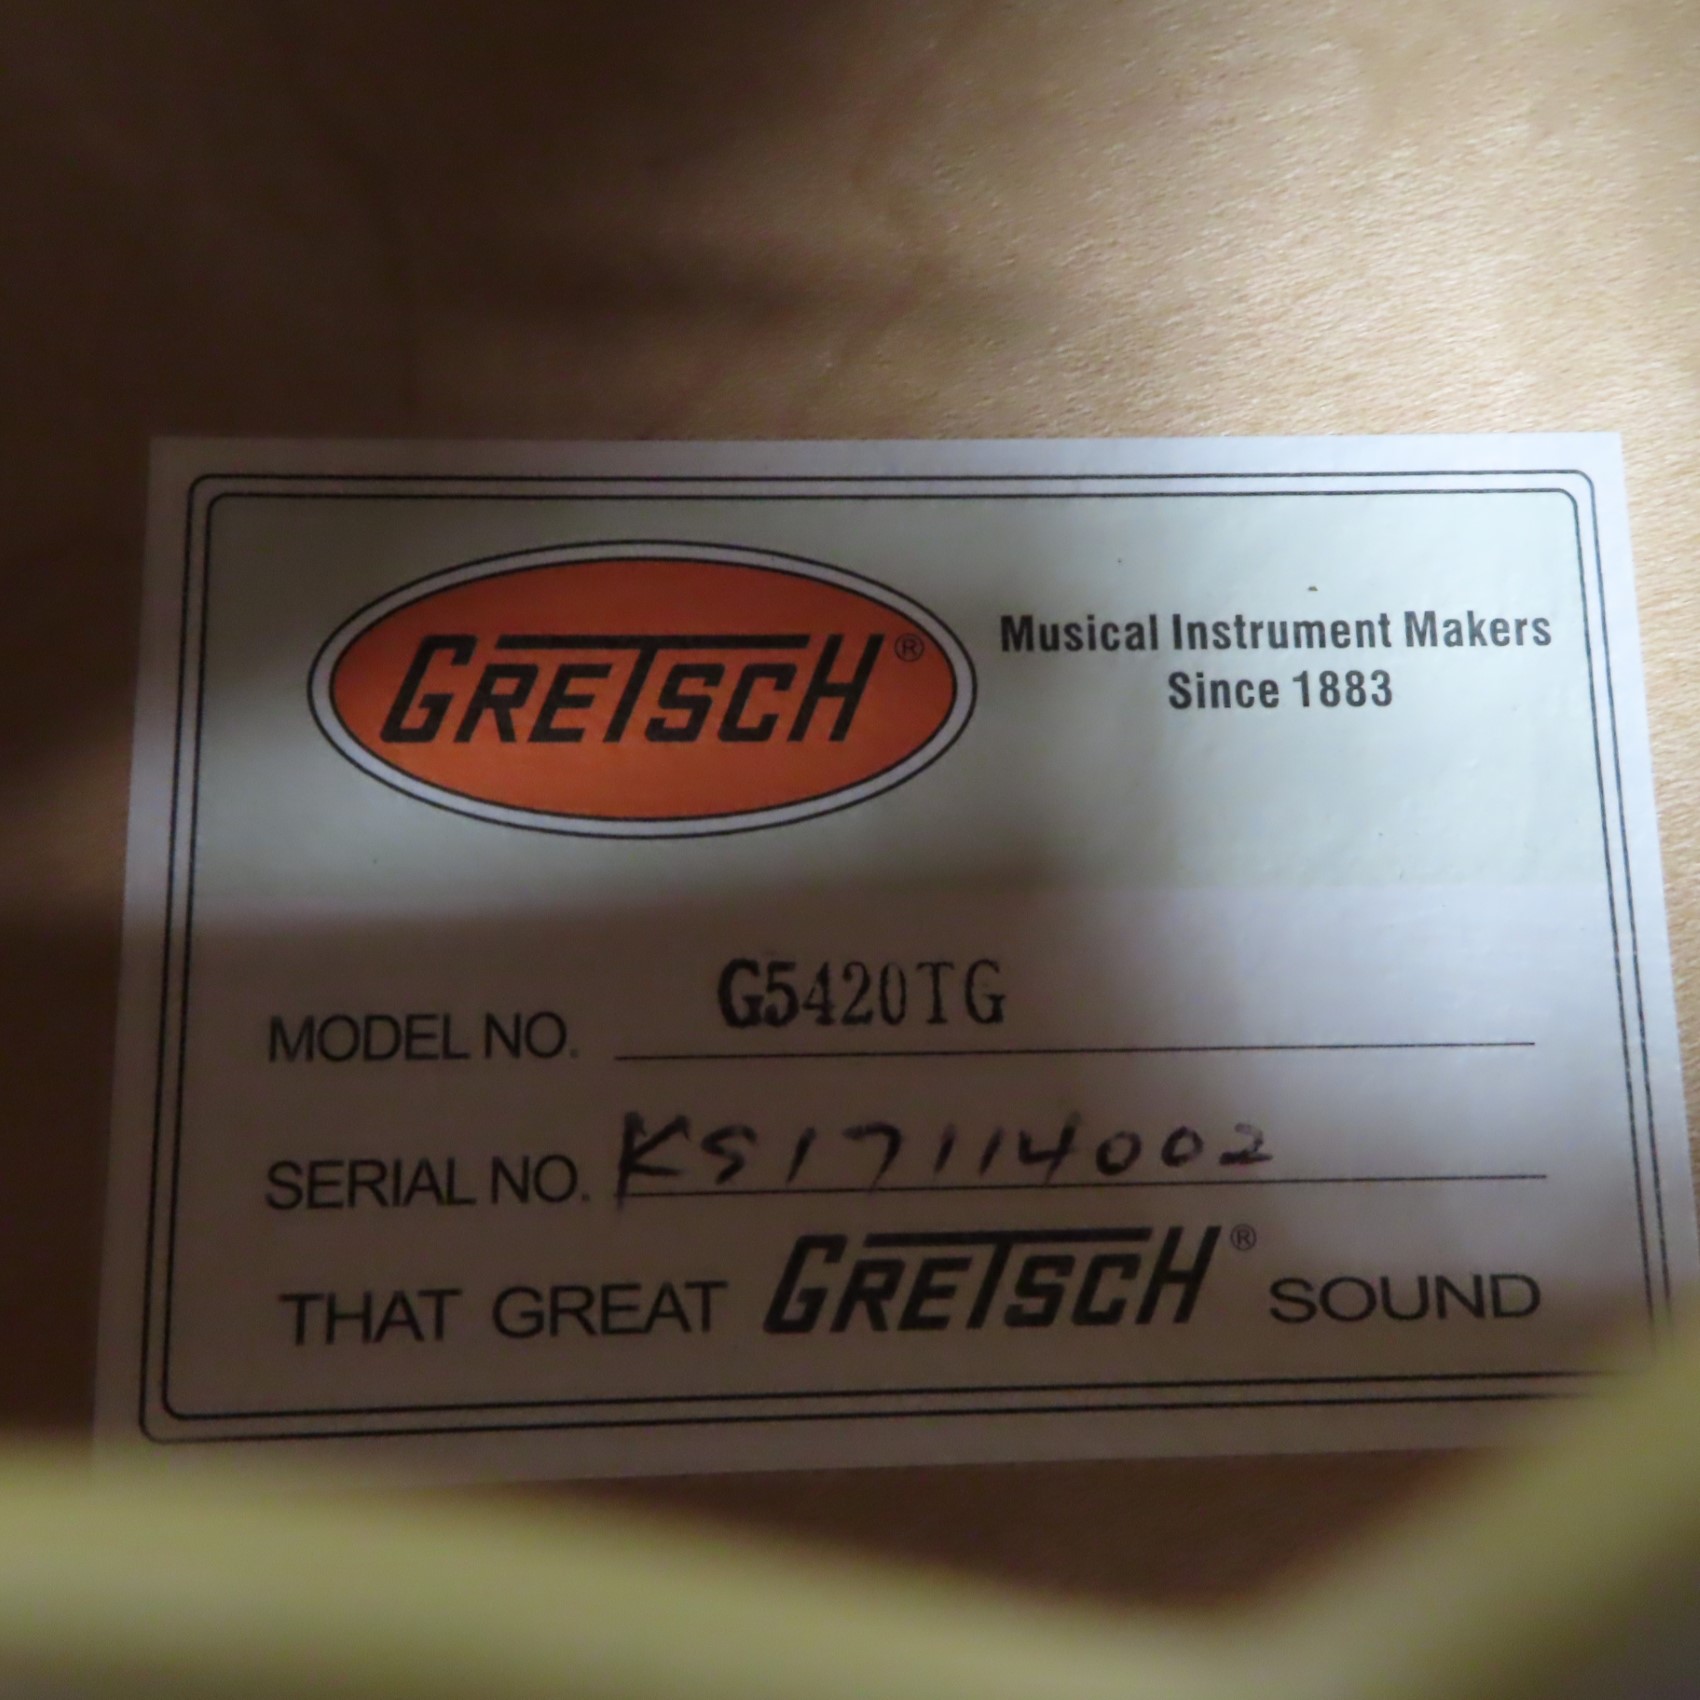 GRETSCH®
Musical Instrument Makers
Since 1883
MODEL NO. G5420TG
SERIAL NO. KS17114002
THAT GREAT GRETSCH® SOUND